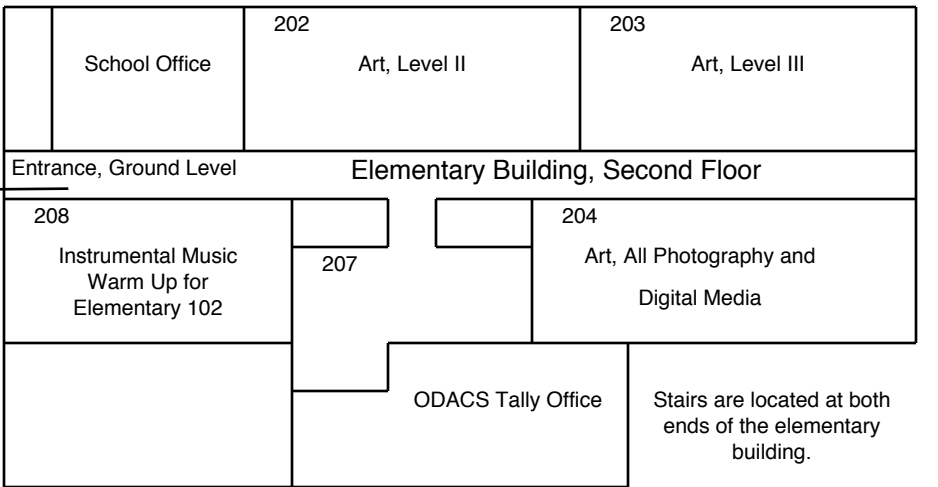 202
203
School Office
Art, Level II
Art, Level III
Entrance, Ground Level
Elementary Building, Second Floor
208
Instrumental Music
Warm Up for
Elementary 102
207
204
Art, All Photography and
Digital Media
ODACS Tally Office
Stairs are located at both
ends of the elementary
building.